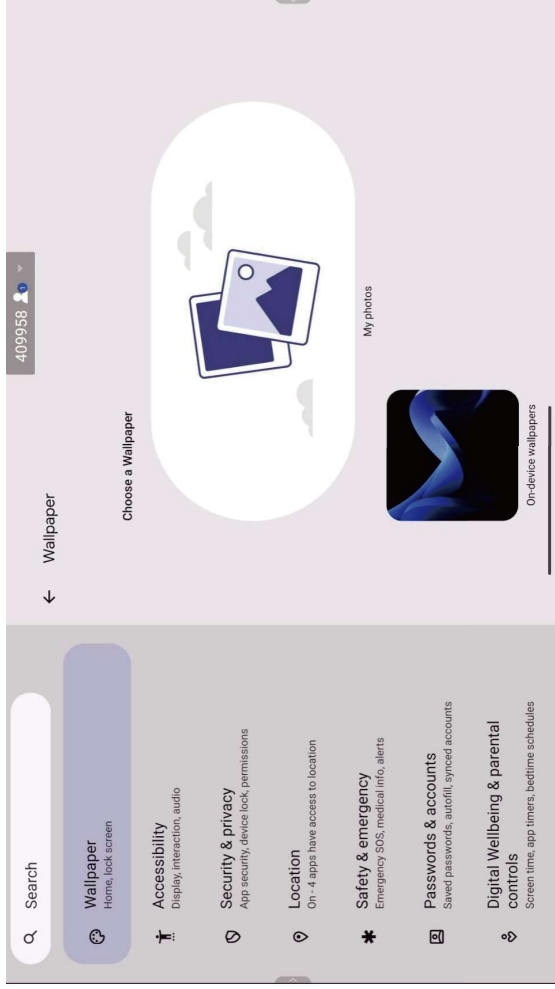 409958
1
Search
Wallpaper
Home, lock screen
Accessibility
Display, interaction, audio
Security & privacy
App security, device lock, permissions
Location
On - 4 apps have access to location
Safety & emergency
Emergency SOS, medical info, alerts
Passwords & accounts
Saved passwords, autofill, synced accounts
Digital Wellbeing & parental
controls
Screen time, app timers, bedtime schedules
Wallpaper
Choose a Wallpaper
My photos
On-device wallpapers